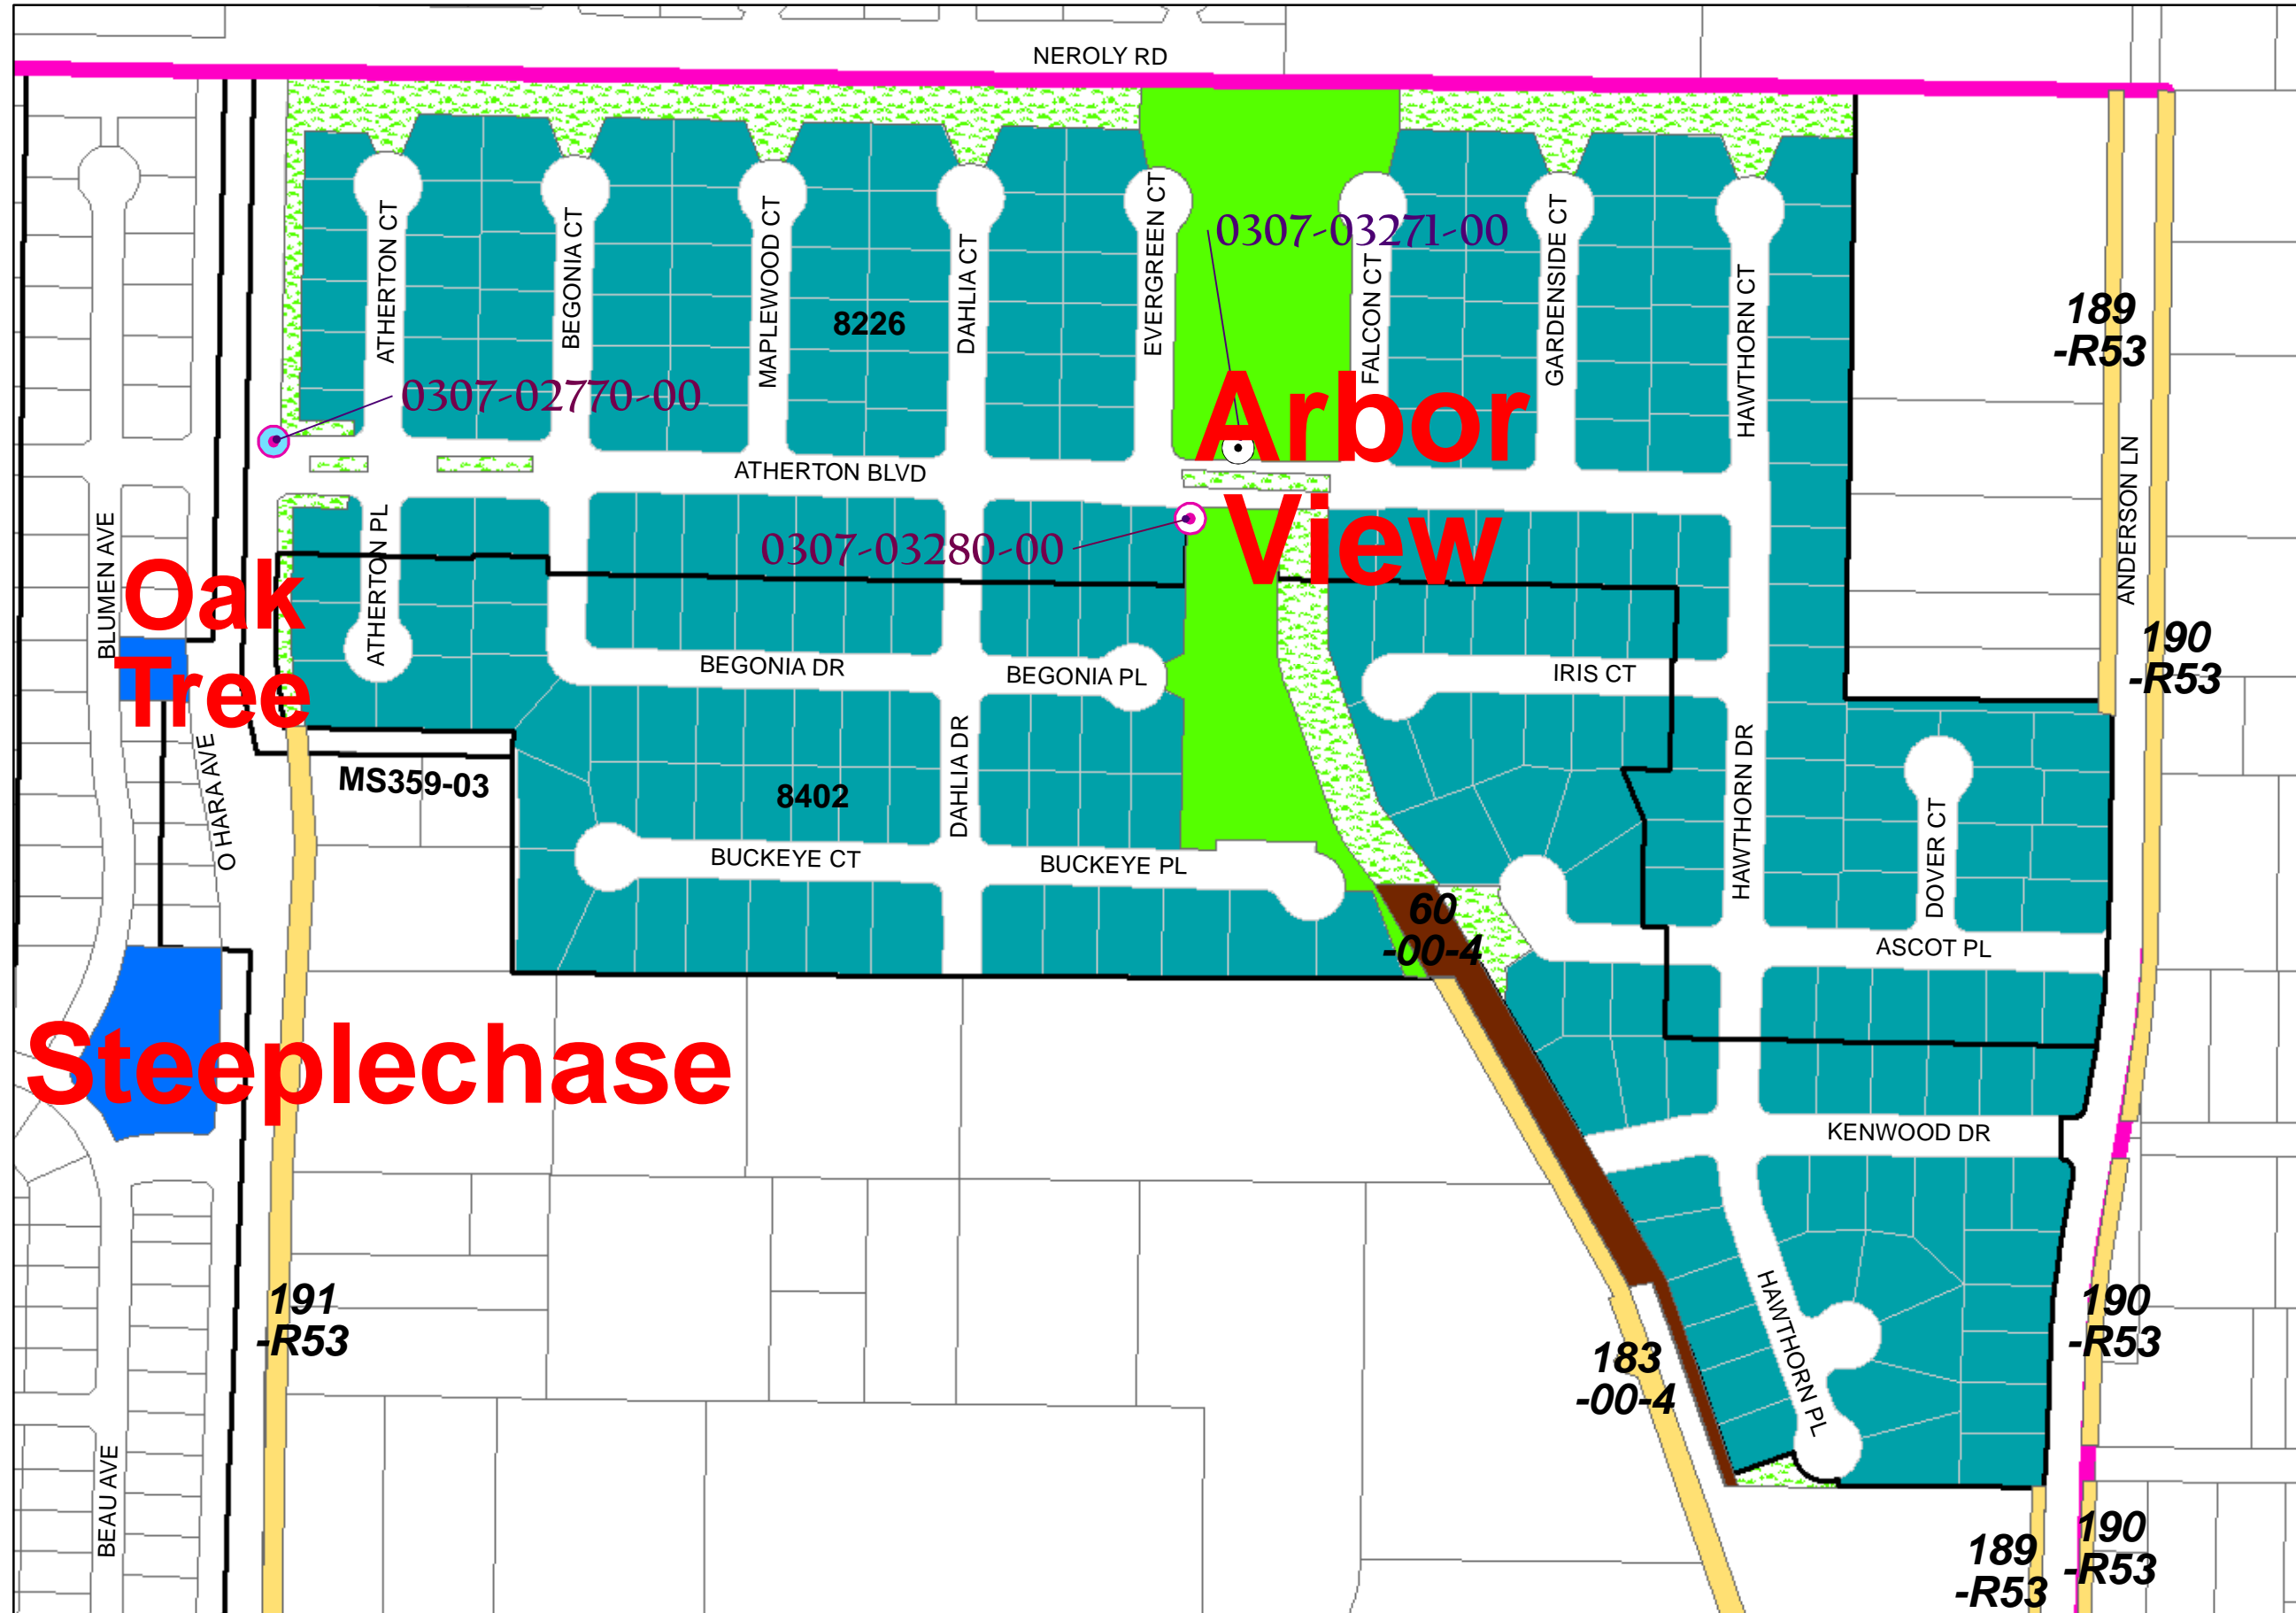 NEROLY RD
ATHERTON CT
BEGONIA CT
MAPLEWOOD CT
8226
DAHLIA CT
EVERGREEN CT
0307-03271-00
FALCON CT
GARDENSIDE CT
HAWTHORN CT
189
-R53
0307-02770-00
Arbor
View
ATHERTON BLVD
ANDERSON LN
BLUMEN AVE
ATHERTON PL
0307-03280-00
Oak
Tree
190
-R53
BEGONIA DR
BEGONIA PL
IRIS CT
O HARA AVE
MS359-03
8402
DAHLIA DR
HAWTHORN DR
DOVER CT
BUCKEYE CT
BUCKEYE PL
60
-00-4
ASCOT PL
Steeplechase
KENWOOD DR
191
-R53
HAWTHORN PL
190
-R53
183
-00-4
BEAU AVE
189
-R53
190
-R53